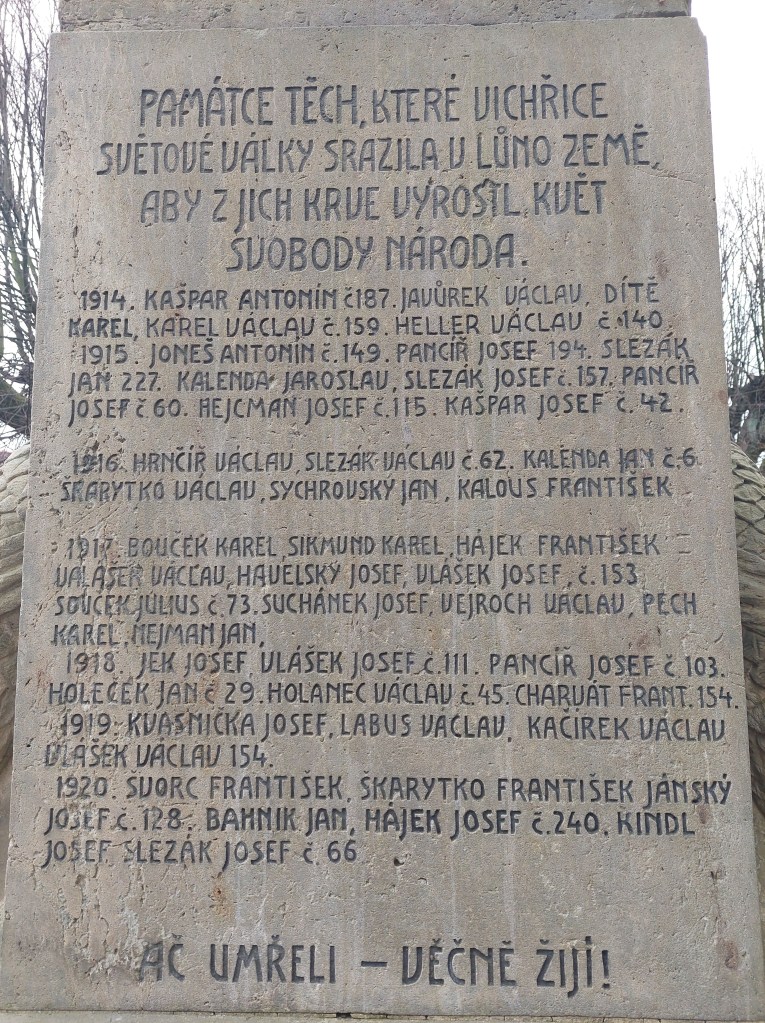 PAMÁTCE TĚCH, KTERÉ VICHŘICE
SVĚTOVÉ VÁLKY SRAZILA V LŮNO ZEMĚ,
ABY Z JICH KRVE VYROSTL KVĚT
SVOBODY NÁRODA.
1914. KAŠPAR ANTONÍN č187. JAVŮREK VÁCLAV, DÍTĚ
KAREL, KAREL VÁCLAV č.159. HELLER VÁCLAV č.140.
1915. JONEŠ ANTONÍN č.149. PANCÍŘ JOSEF 194. SLEZÁK
JAN 227. KALENDA JAROSLAV, SLEZÁK JOSEF č.157, PANCÍŘ
JOSEF č.60. HEJCMAN JOSEF č.115. KAŠPAR JOSEF č.42.
1916. HRNČÍŘ VÁCLAV, SLEZÁK VÁCLAV č.62. KALENDA JAN č.6
ŠKARYTKO VÁCLAV, SYCHROVSKÝ JAN, KALOUS FRANTIŠEK
1917. BOUČEK KAREL, SIKMUND KAREL, HÁJEK FRANTIŠEK
VALÁŠEK VÁCLAV, HAVELSKÝ JOSEF, VLÁŠEK JOSEF, č.153,
SOUČEK JULIUS č.73. SUCHÁNEK JOSEF, VEJROCH VÁCLAV, PECH
KAREL, NEJMAN JAN,
1918. JEK JOSEF, VLÁŠEK JOSEF č.111. PANCÍŘ JOSEF č 103.
HOLEČEK JAN č 29. HOLANEC VÁCLAV č.45. CHARVÁT FRANT. 154.
1919. KVASNIČKA JOSEF, LABUS VÁCLAV, KAČÍREK VÁCLAV
VLÁŠEK VÁCLAV 154.
1920. ŠVORC FRANTIŠEK, ŠKARYTKO FRANTIŠEK JÁNSKÝ
JOSEF č.128. BAHNIK JAN, HÁJEK JOSEF č.240, KINDL
JOSEF, SLEZÁK JOSEF č 66
AČ UMŘELI – VĚČNĚ ŽIJÍ!